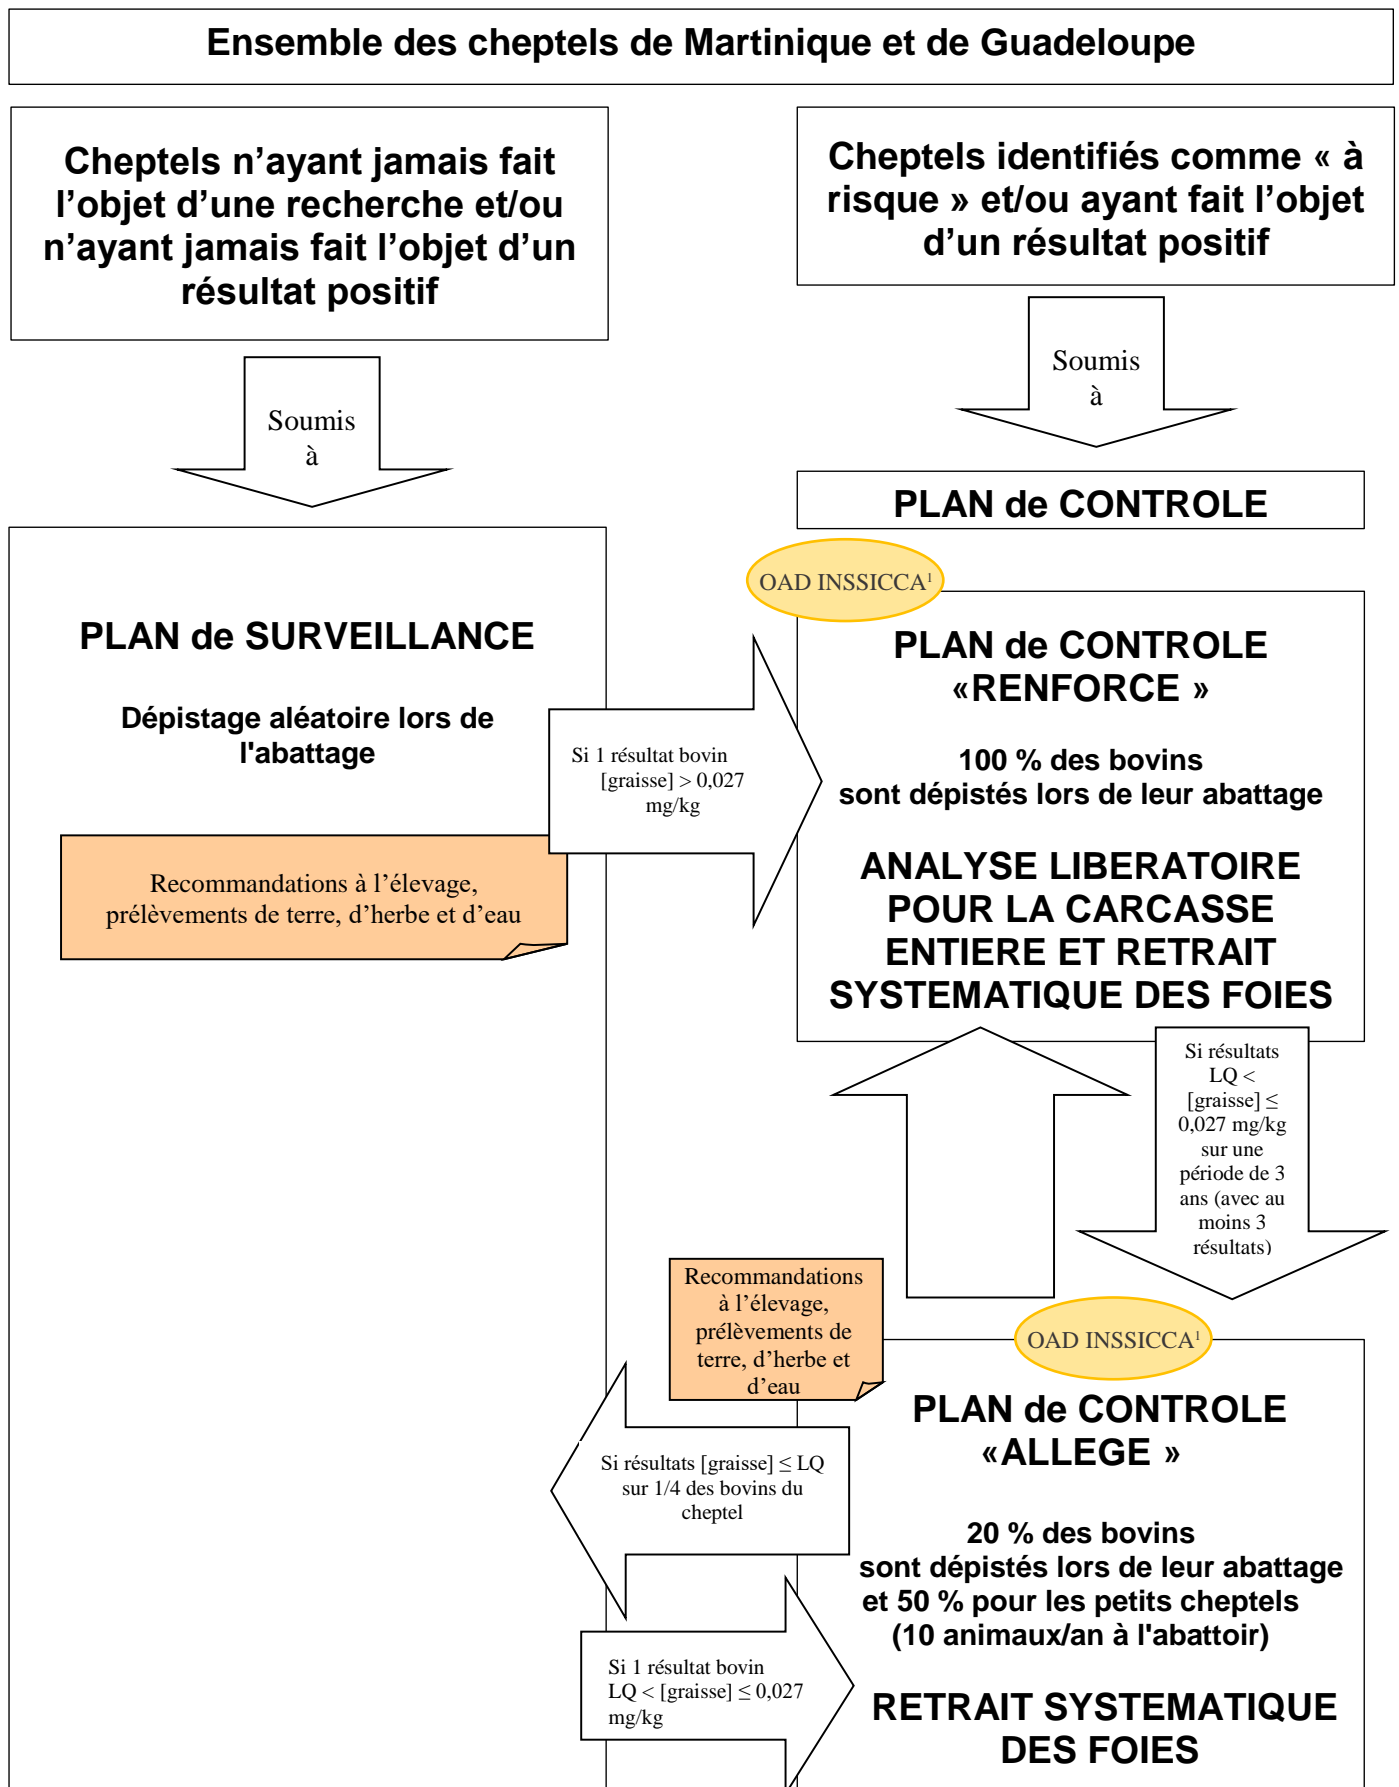 Ensemble des cheptels de Martinique et de Guadeloupe
Cheptels n’ayant jamais fait
l’objet d’une recherche et/ou
n’ayant jamais fait l’objet d’un
résultat positif
Cheptels identifiés comme « à
risque » et/ou ayant fait l’objet
d’un résultat positif
Soumis
à
Soumis
à
PLAN de CONTROLE
PLAN de SURVEILLANCE
Dépistage aléatoire lors de
l'abattage
Recommandations à l’élevage,
prélèvements de terre, d’herbe et d’eau
Si 1 résultat bovin
[graisse] > 0,027
mg/kg
OAD INSSICCA¹
PLAN de CONTROLE
«RENFORCE »
100 % des bovins
sont dépistés lors de leur abattage
ANALYSE LIBERATOIRE
POUR LA CARCASSE
ENTIERE ET RETRAIT
SYSTEMATIQUE DES FOIES
Si résultats
LQ <
[graisse] ≤
0,027 mg/kg
sur une
période de 3
ans (avec au
moins 3
résultats)
Recommandations
à l’élevage,
prélèvements de
terre, d’herbe et
d’eau
OAD INSSICCA¹
PLAN de CONTROLE
«ALLEGE »
20 % des bovins
sont dépistés lors de leur abattage
et 50 % pour les petits cheptels
(10 animaux/an à l'abattoir)
RETRAIT SYSTEMATIQUE
DES FOIES
Si résultats [graisse] ≤ LQ
sur 1/4 des bovins du
cheptel
Si 1 résultat bovin
LQ < [graisse] ≤ 0,027
mg/kg